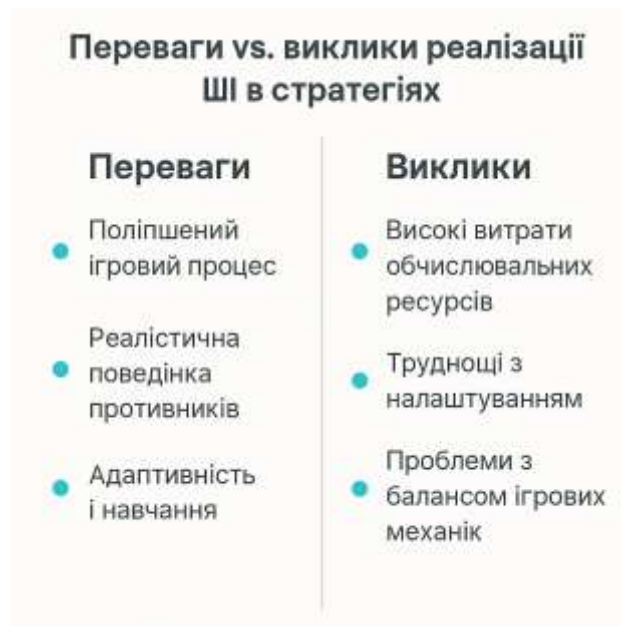 Переваги vs. виклики реалізації
ШІ в стратегіях
Переваги
Поліпшений
ігровий процес
Реалістична
поведінка
противників
Адаптивність
і навчання
Виклики
Високі витрати
обчислювальних
ресурсів
Труднощі з
налаштуванням
Проблеми з
балансом ігрових
механік